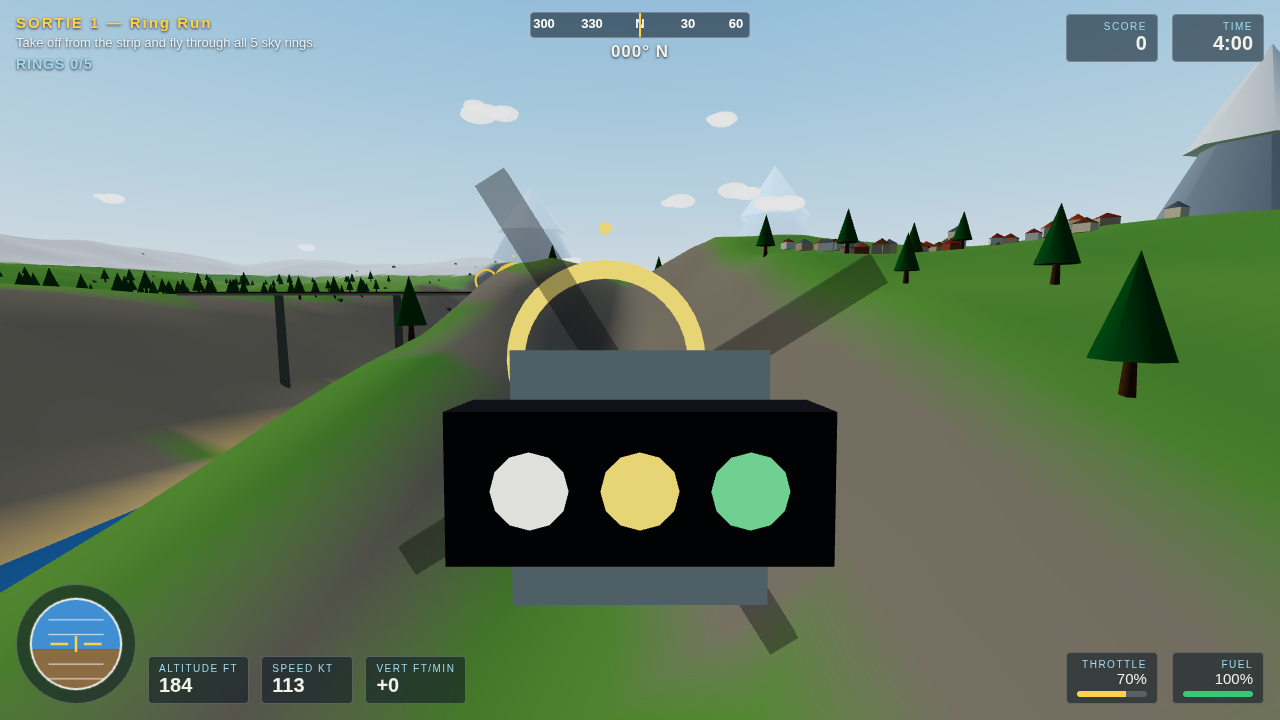 SORTIE 1 — Ring Run
Take off from the strip and fly through all 5 sky rings.
RINGS 0/5
300 330 N 30 60
000° N
SCORE
0
TIME
4:00
ALTITUDE FT
184
SPEED KT
113
VERT FT/MIN
+0
THROTTLE
70%
FUEL
100%